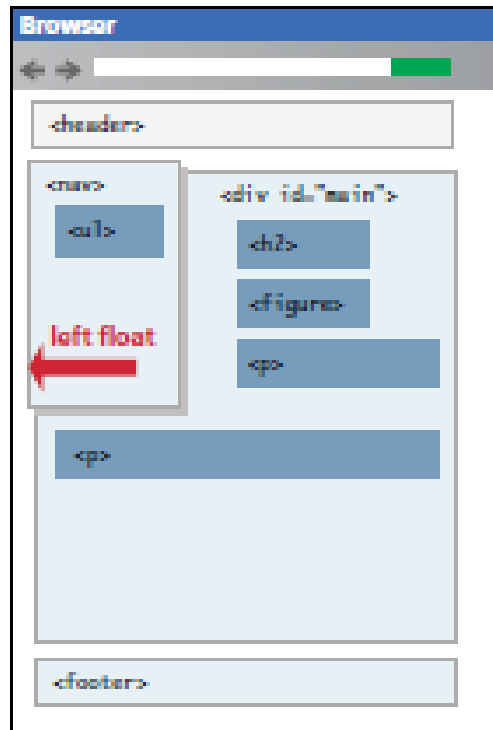 Browser
<header>
<nav>
<ul>
left float
<div id="main">
<h2>
<figure>
<p>
<p>
<footer>